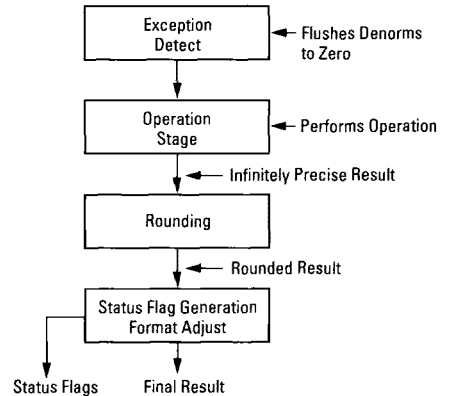 Exception
Detect
Flushes Denorms
to Zero
Operation
Stage
Performs Operation
Infinitely Precise Result
Rounding
Rounded Result
Status Flag Generation
Format Adjust
Status Flags
Final Result